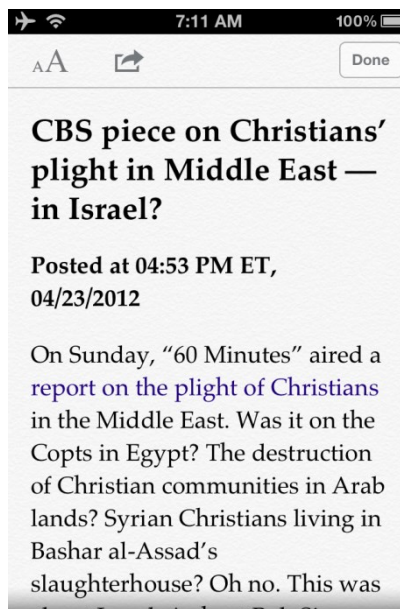 7:11 AM
100%
AA
Done
CBS piece on Christians’
plight in Middle East —
in Israel?
Posted at 04:53 PM ET,
04/23/2012
On Sunday, “60 Minutes” aired a
report on the plight of Christians
in the Middle East. Was it on the
Copts in Egypt? The destruction
of Christian communities in Arab
lands? Syrian Christians living in
Bashar al-Assad’s
slaughterhouse? Oh no. This was